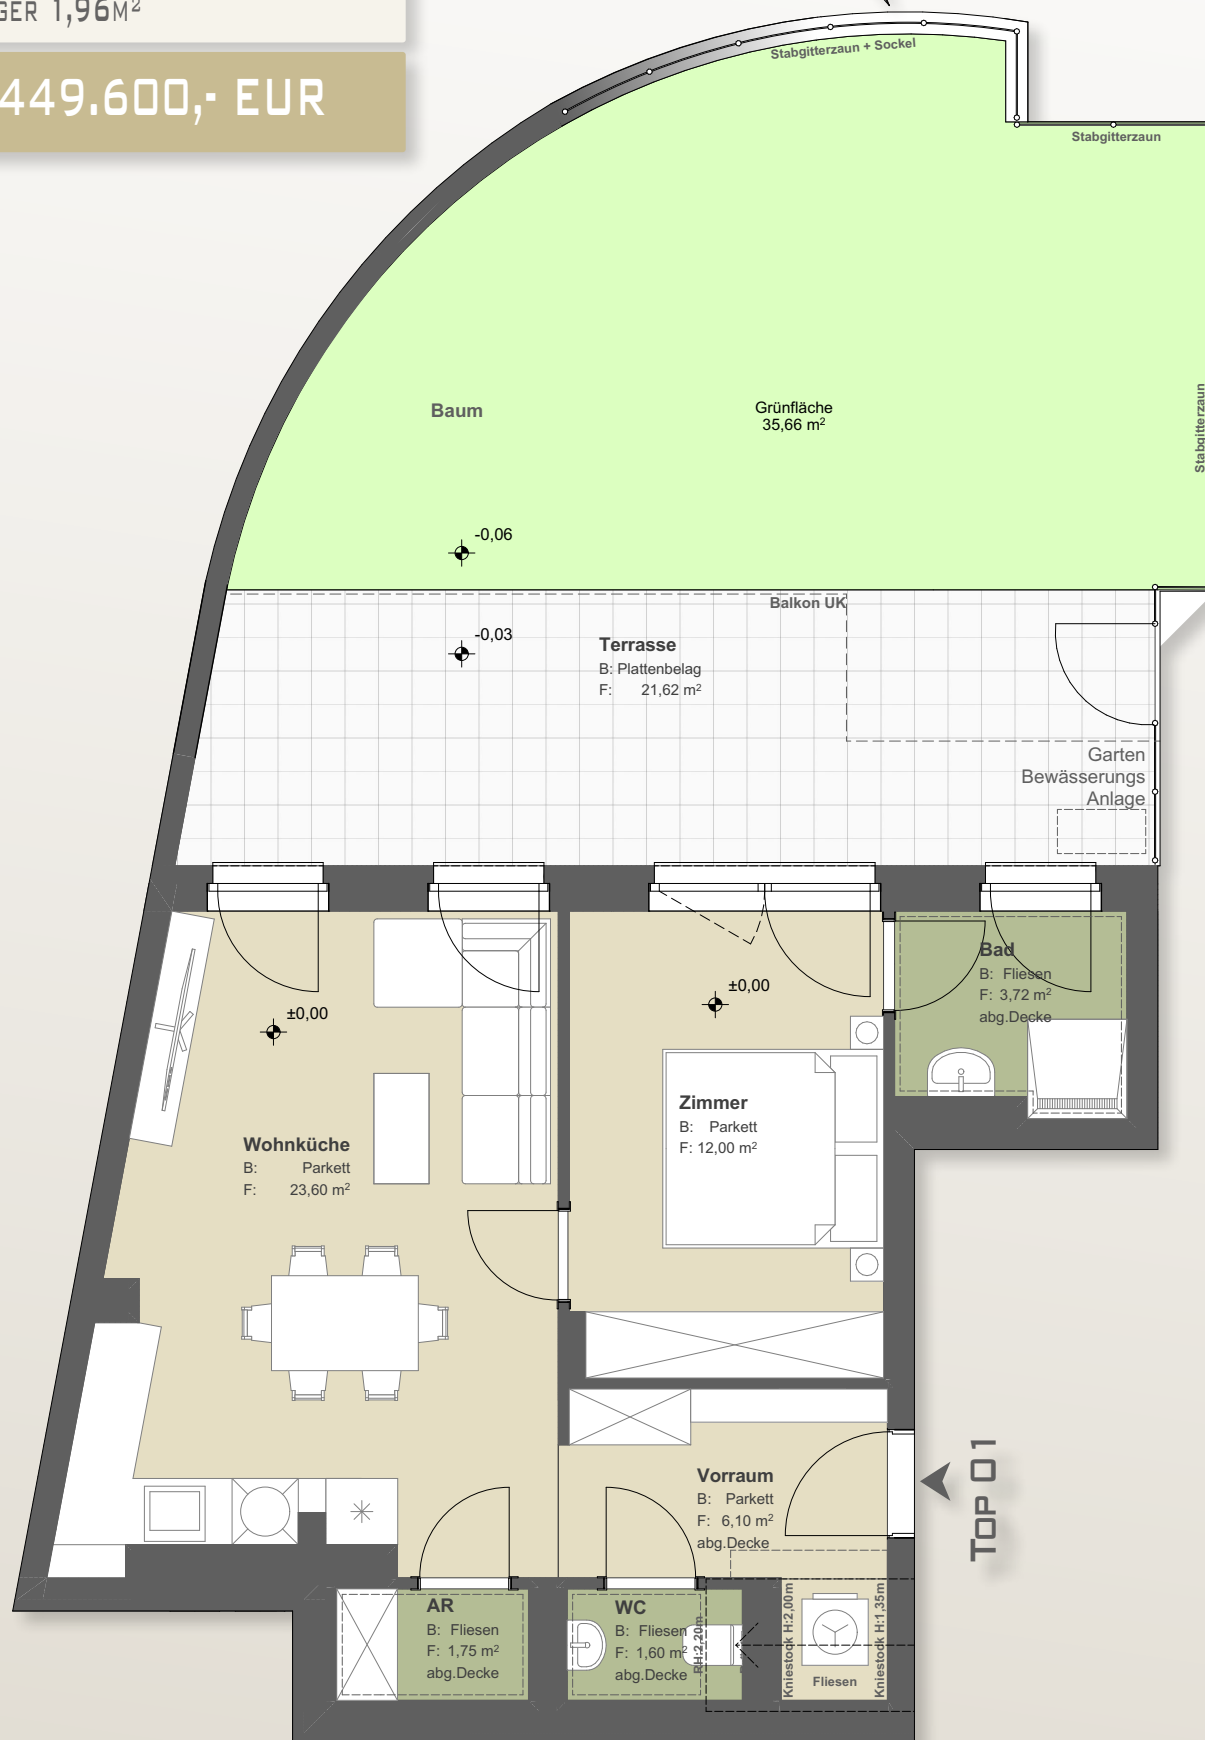 1,96M²
449.600,- EUR
Stabgitterzaun + Sockel
Stabgitterzaun
Stabgitterzaun
Baum
Grünfläche
35,66 m²
-0,06
Balkon UK
-0,03
Terrasse
B: Plattenbelag
F: 21,62 m²
Garten
Bewässerungs
Anlage
Bad
B: Fliesen
F: 3,72 m²
abg.Decke
±0,00
±0,00
Zimmer
B: Parkett
F: 12,00 m²
Wohnküche
B: Parkett
F: 23,60 m²
Vorraum
B: Parkett
F: 6,10 m²
abg.Decke
TOP 01
AR
B: Fliesen
F: 1,75 m²
abg.Decke
WC
B: Fliesen
F: 1,60 m²
abg.Decke
RH:2,20m
Kniestock H:2,00m
Kniestock H:1,35m
Fliesen